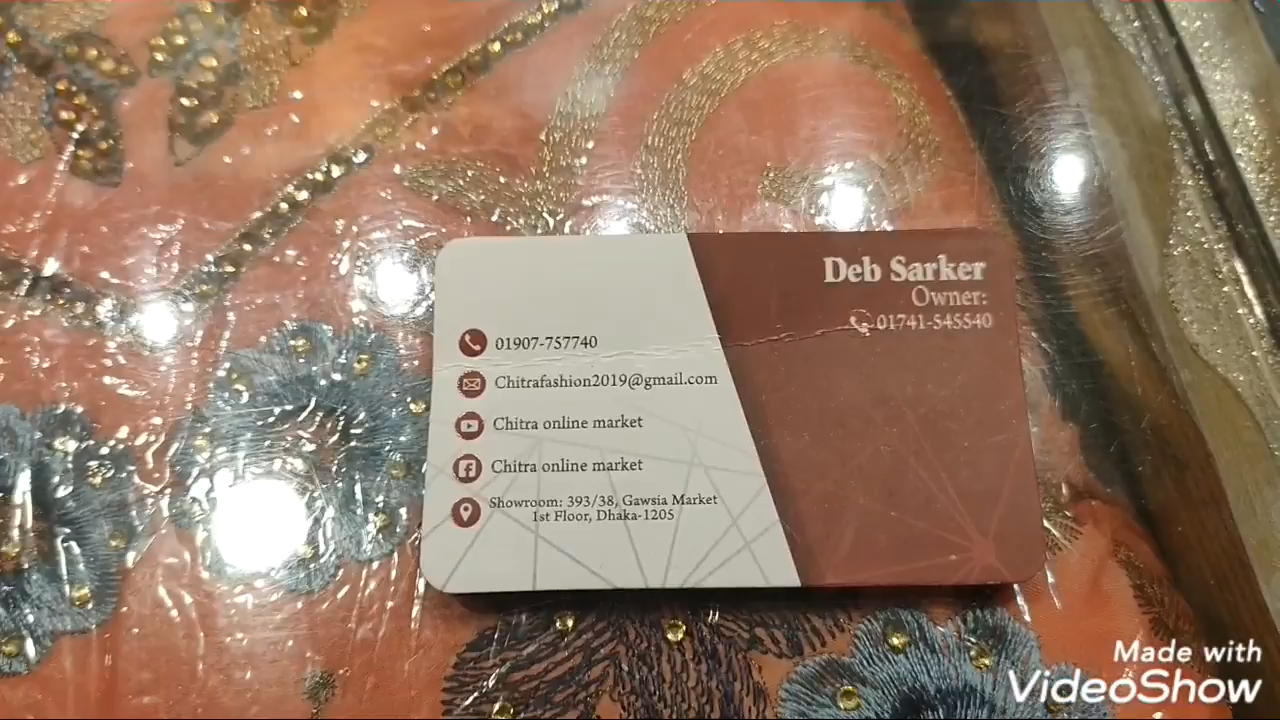 Deb Sarker
Owner:
01741-545540
01907-757740
Chitrafashion2019@gmail.com
Chitra online market
Chitra online market
Showroom: 393/38, Gawsia Market
1st Floor, Dhaka-1205
Made with
VideoShow